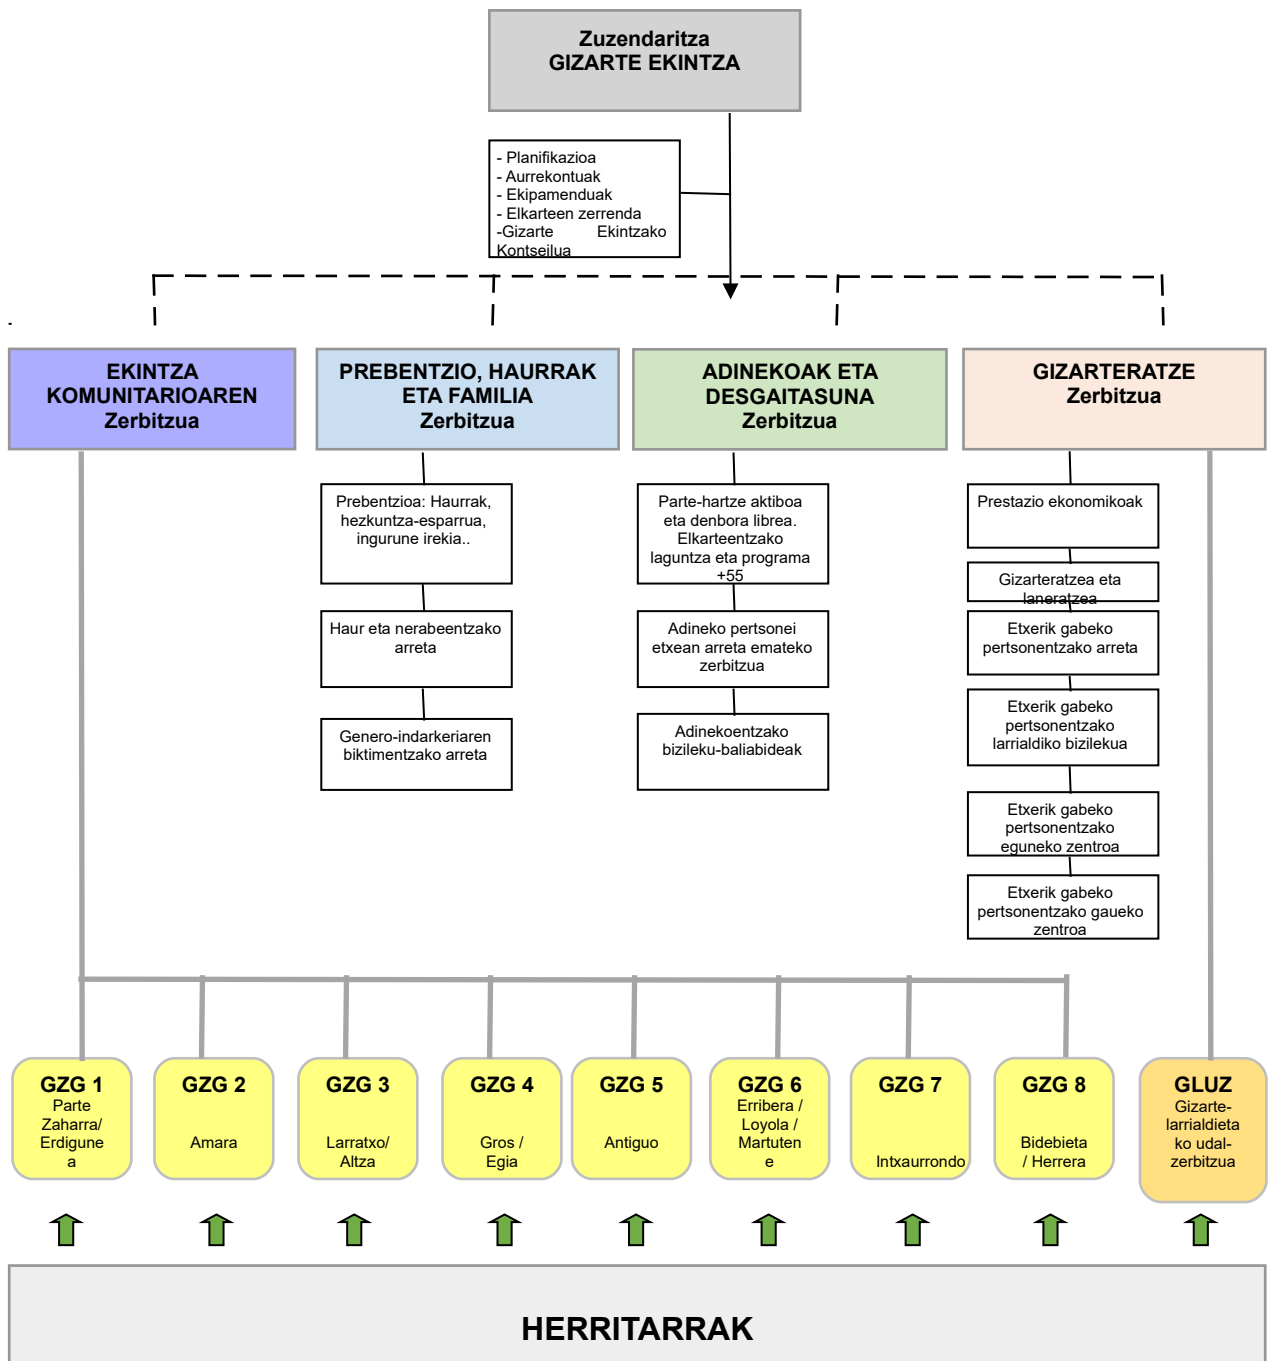 Zuzendaritza
GIZARTE EKINTZA
- Planifikazioa
- Aurrekontuak
- Ekipamenduak
- Elkarteen zerrenda
-Gizarte Ekintzako
Kontseilua
EKINTZA
KOMUNITARIOAREN
Zerbitzua
PREBENTZIO, HAURRAK
ETA FAMILIA
Zerbitzua
ADINEKOAK ETA
DESGAITASUNA
Zerbitzua
GIZARTERATZE
Zerbitzua
Prebentzioa: Haurrak,
hezkuntza-esparrua,
ingurune irekia..
Haur eta nerabeentzako
arreta
Genero-indarkeriaren
biktimentzako arreta
Parte-hartze aktiboa
eta denbora librea.
Elkarteentzako
laguntza eta programa
+55
Adineko pertsonei
etxean arreta emateko
zerbitzua
Adinekoentzako
bizileku-baliabideak
Prestazio ekonomikoak
Gizarteratzea eta
laneratzea
Etxerik gabeko
pertsonentzako arreta
Etxerik gabeko
pertsonentzako
larrialdiko bizilekua
Etxerik gabeko
pertsonentzako
eguneko zentroa
Etxerik gabeko
pertsonentzako gaueko
zentroa
GZG 1
Parte
Zaharra/
Erdigune
a
GZG 2
Amara
GZG 3
Larratxo/
Altza
GZG 4
Gros /
Egia
GZG 5
Antiguo
GZG 6
Erribera /
Loyola /
Martuten
e
GZG 7
Intxaurrondo
GZG 8
Bidebieta
/ Herrera
GLUZ
Gizarte-
larrialdieta
ko udal-
zerbitzua
HERRITARRAK